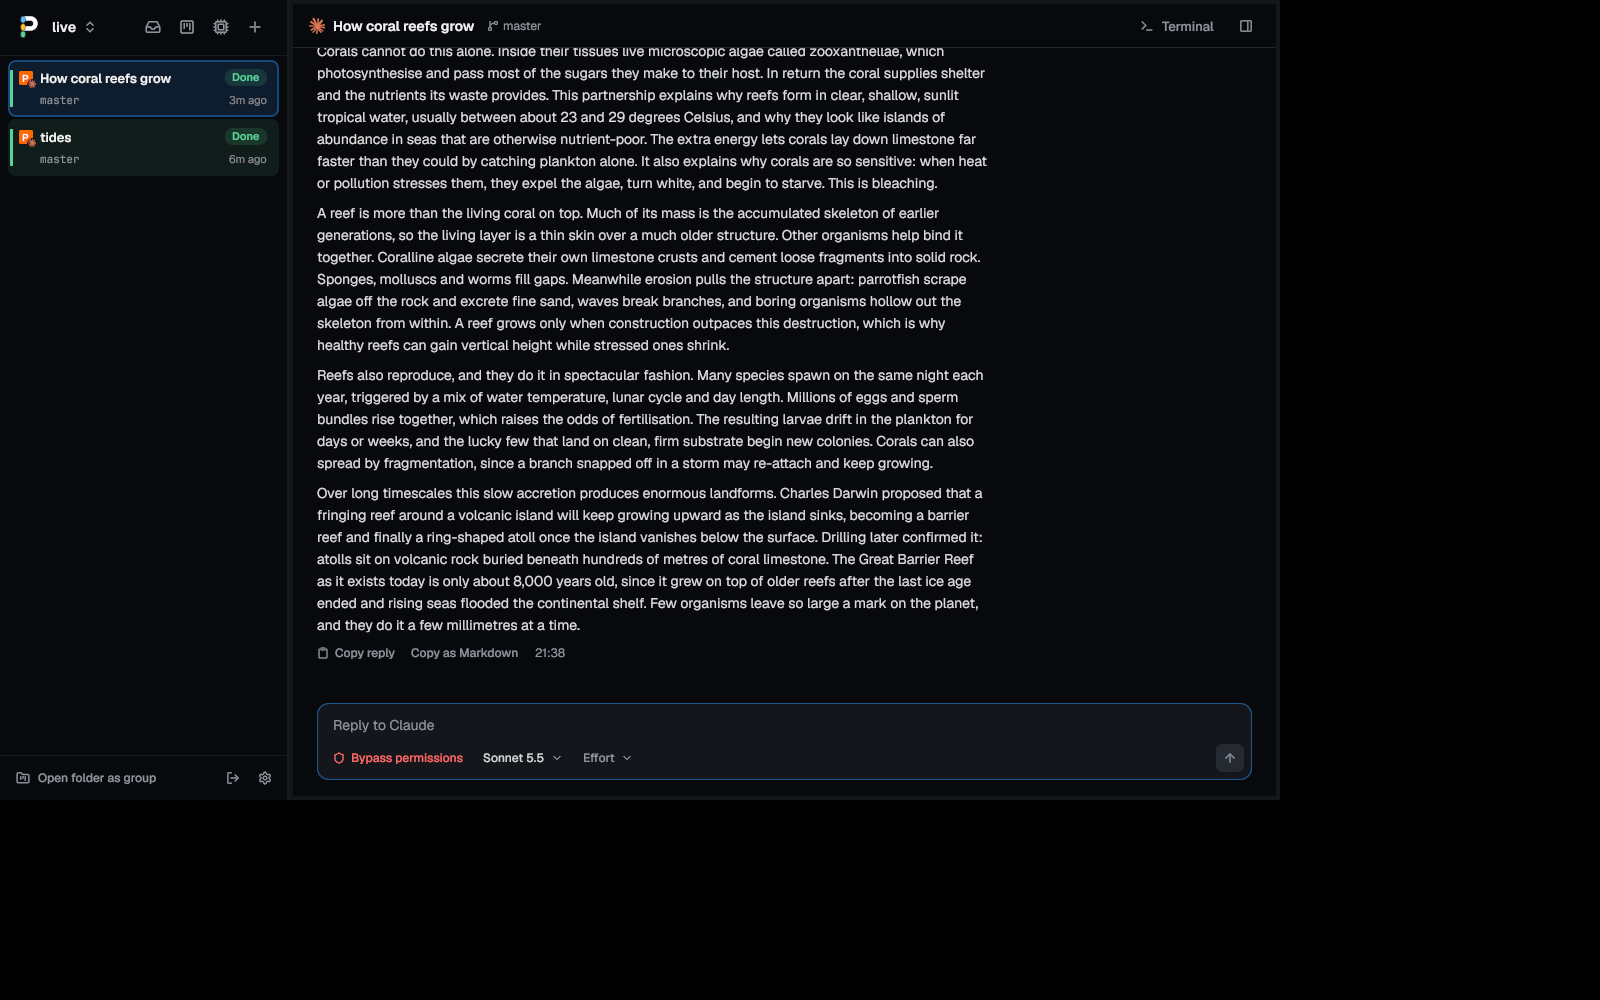 live
How coral reefs grow
Done
master
3m ago
tides
Done
master
6m ago
Open folder as group
How coral reefs grow
master
Terminal
Corals cannot do this alone. Inside their tissues live microscopic algae called zooxanthellae, which
photosynthesise and pass most of the sugars they make to their host. In return the coral supplies shelter
and the nutrients its waste provides. This partnership explains why reefs form in clear, shallow, sunlit
tropical water, usually between about 23 and 29 degrees Celsius, and why they look like islands of
abundance in seas that are otherwise nutrient-poor. The extra energy lets corals lay down limestone far
faster than they could by catching plankton alone. It also explains why corals are so sensitive: when heat
or pollution stresses them, they expel the algae, turn white, and begin to starve. This is bleaching.
A reef is more than the living coral on top. Much of its mass is the accumulated skeleton of earlier
generations, so the living layer is a thin skin over a much older structure. Other organisms help bind it
together. Coralline algae secrete their own limestone crusts and cement loose fragments into solid rock.
Sponges, molluscs and worms fill gaps. Meanwhile erosion pulls the structure apart: parrotfish scrape
algae off the rock and excrete fine sand, waves break branches, and boring organisms hollow out the
skeleton from within. A reef grows only when construction outpaces this destruction, which is why
healthy reefs can gain vertical height while stressed ones shrink.
Reefs also reproduce, and they do it in spectacular fashion. Many species spawn on the same night each
year, triggered by a mix of water temperature, lunar cycle and day length. Millions of eggs and sperm
bundles rise together, which raises the odds of fertilisation. The resulting larvae drift in the plankton for
days or weeks, and the lucky few that land on clean, firm substrate begin new colonies. Corals can also
spread by fragmentation, since a branch snapped off in a storm may re-attach and keep growing.
Over long timescales this slow accretion produces enormous landforms. Charles Darwin proposed that a
fringing reef around a volcanic island will keep growing upward as the island sinks, becoming a barrier
reef and finally a ring-shaped atoll once the island vanishes below the surface. Drilling later confirmed it:
atolls sit on volcanic rock buried beneath hundreds of metres of coral limestone. The Great Barrier Reef
as it exists today is only about 8,000 years old, since it grew on top of older reefs after the last ice age
ended and rising seas flooded the continental shelf. Few organisms leave so large a mark on the planet,
and they do it a few millimetres at a time.
Copy reply
Copy as Markdown
21:38
Reply to Claude
Bypass permissions
Sonnet 5.5
Effort